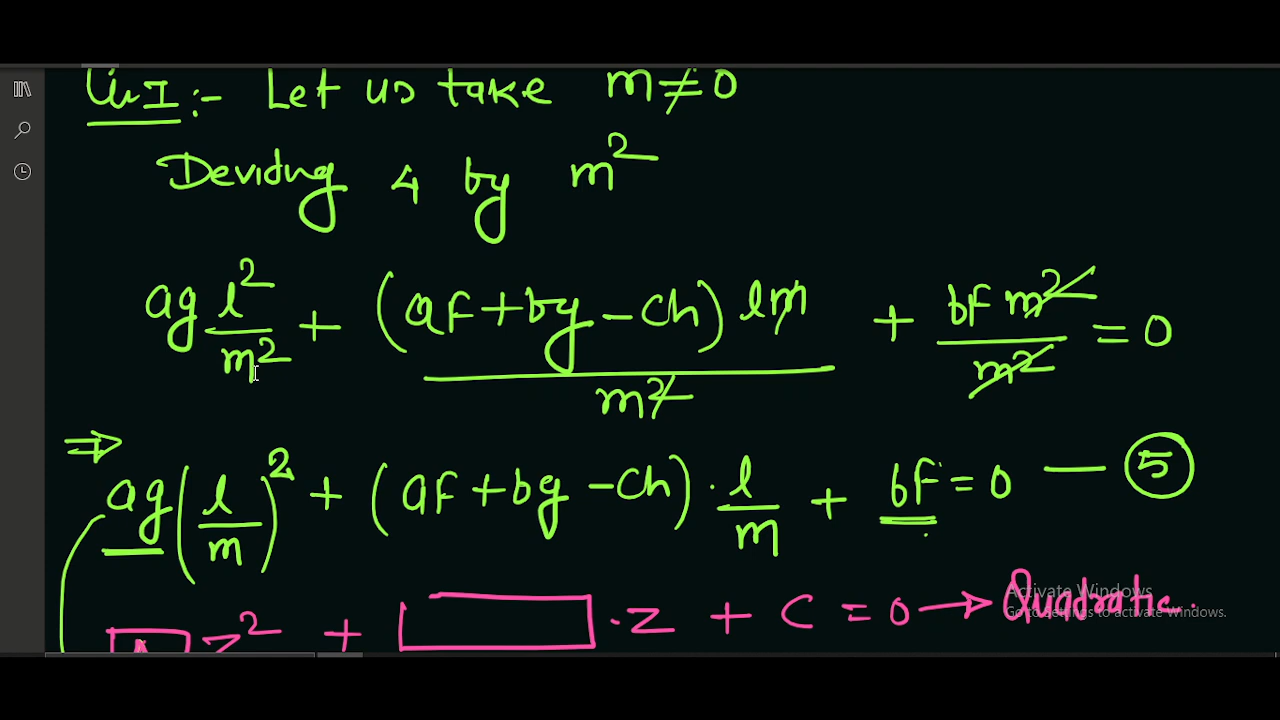 :- Let us take m≠0
Deviding 4 by m²
ag l²/m² + (af+by-ch) lm/m² + bf m²/m² = 0
⇒ ag(l/m)² + (af+bg-ch)·l/m + bf = 0 — ⑤
z² + ·z + C = 0 → Quadratic.
Activate Windows
Go to Settings to activate Windows.